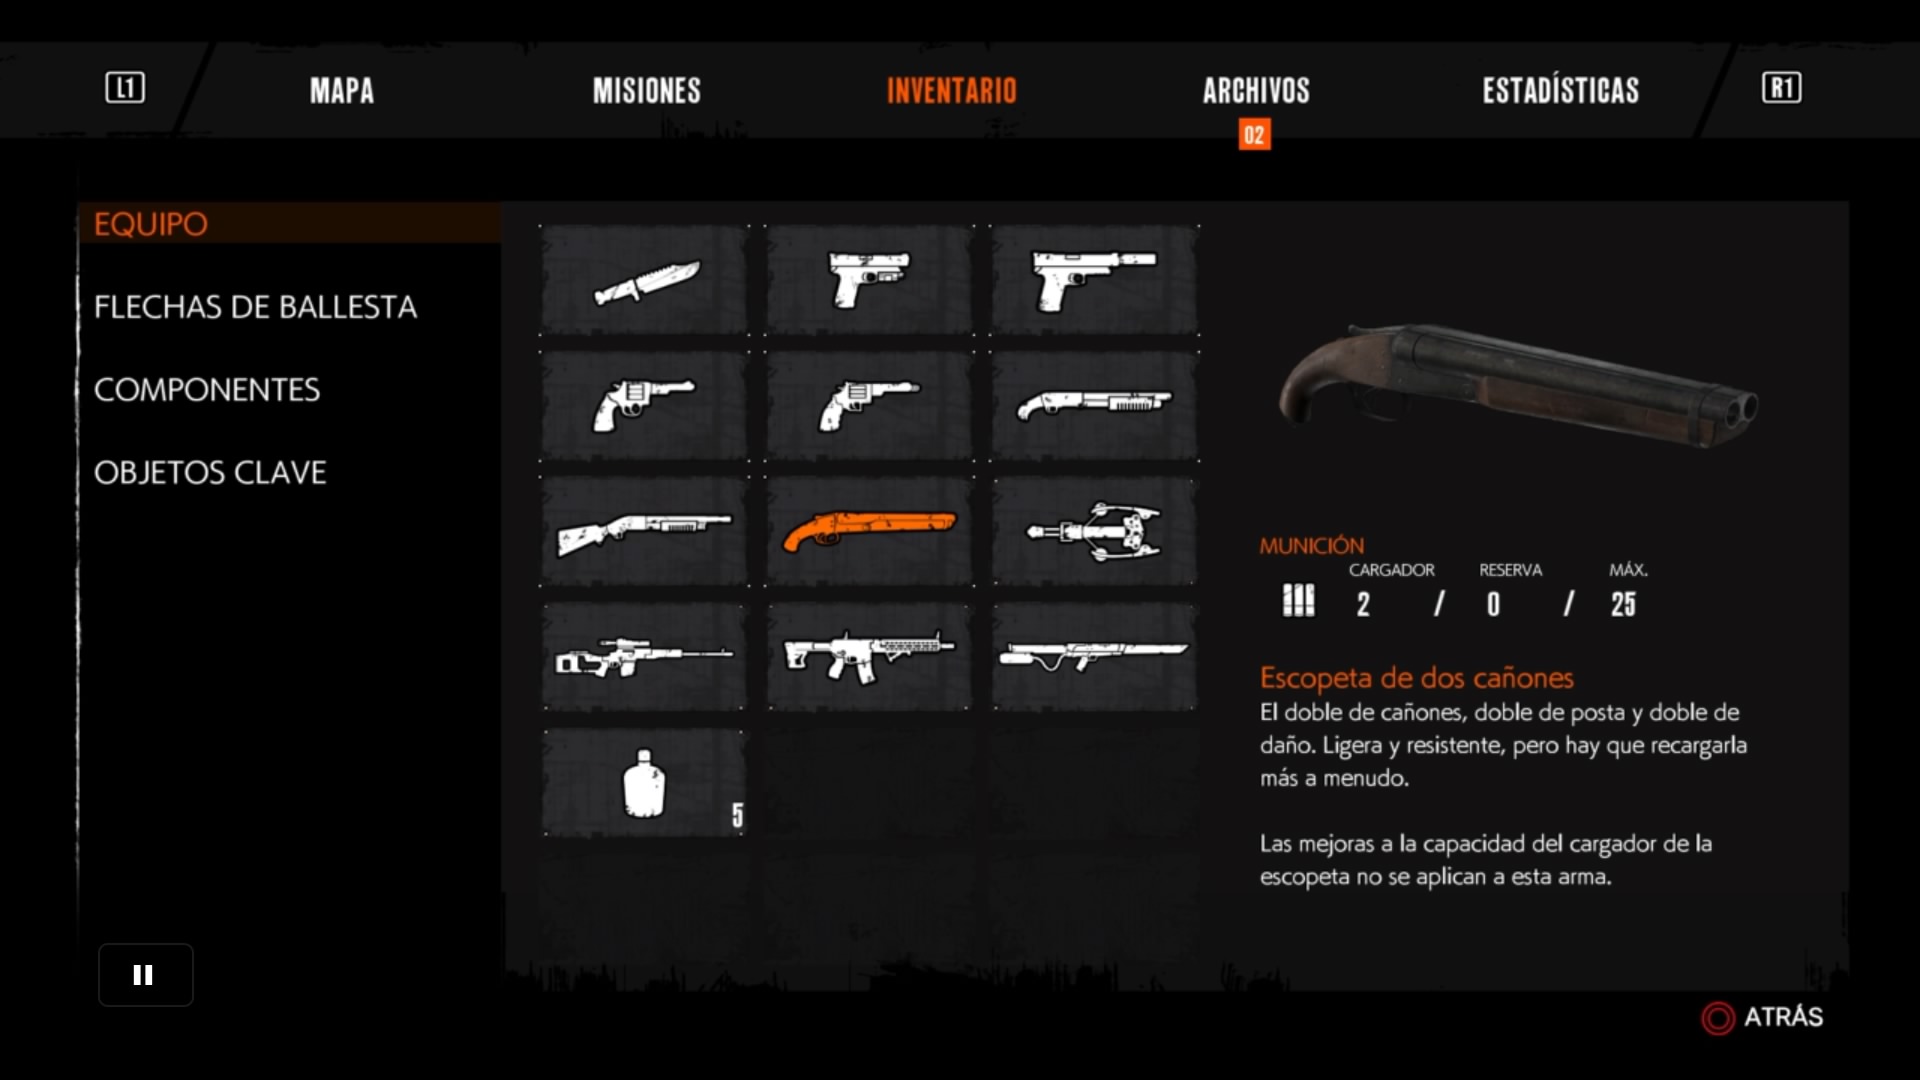 L1
MAPA
MISIONES
INVENTARIO
ARCHIVOS
02
ESTADÍSTICAS
R1
EQUIPO
FLECHAS DE BALLESTA
COMPONENTES
OBJETOS CLAVE
5
MUNICIÓN
CARGADOR RESERVA MÁX.
2 / 0 / 25
Escopeta de dos cañones
El doble de cañones, doble de posta y doble de
daño. Ligera y resistente, pero hay que recargarla
más a menudo.
Las mejoras a la capacidad del cargador de la
escopeta no se aplican a esta arma.
ATRÁS